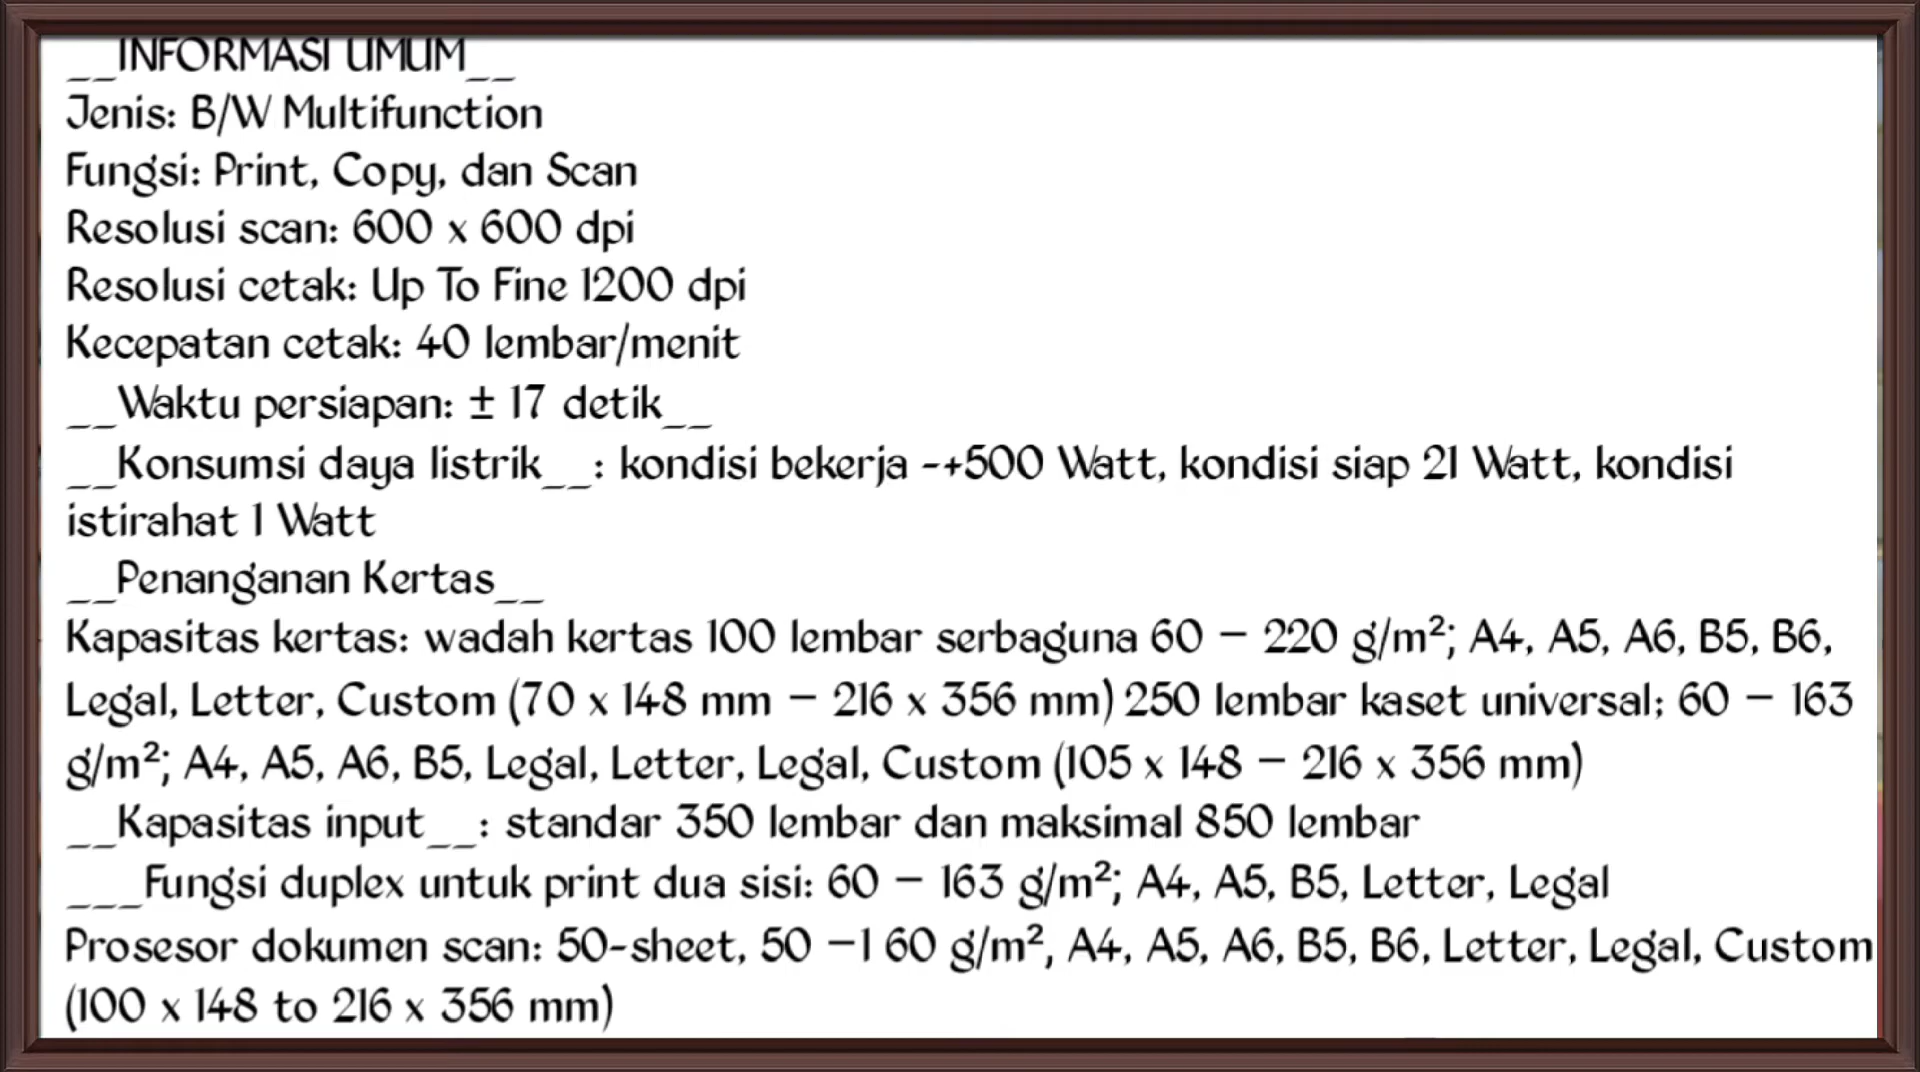 __INFORMASI UMUM__
Jenis: B/W Multifunction
Fungsi: Print, Copy, dan Scan
Resolusi scan: 600 x 600 dpi
Resolusi cetak: Up To Fine 1200 dpi
Kecepatan cetak: 40 lembar/menit
__Waktu persiapan: ± 17 detik__
__Konsumsi daya listrik__: kondisi bekerja -+500 Watt, kondisi siap 21 Watt, kondisi
istirahat 1 Watt
__Penanganan Kertas__
Kapasitas kertas: wadah kertas 100 lembar serbaguna 60 – 220 g/m²; A4, A5, A6, B5, B6,
Legal, Letter, Custom (70 x 148 mm – 216 x 356 mm) 250 lembar kaset universal; 60 – 163
g/m²; A4, A5, A6, B5, Legal, Letter, Legal, Custom (105 x 148 – 216 x 356 mm)
__Kapasitas input__: standar 350 lembar dan maksimal 850 lembar
___Fungsi duplex untuk print dua sisi: 60 – 163 g/m²; A4, A5, B5, Letter, Legal
Prosesor dokumen scan: 50-sheet, 50 –1 60 g/m², A4, A5, A6, B5, B6, Letter, Legal, Custom
(100 x 148 to 216 x 356 mm)